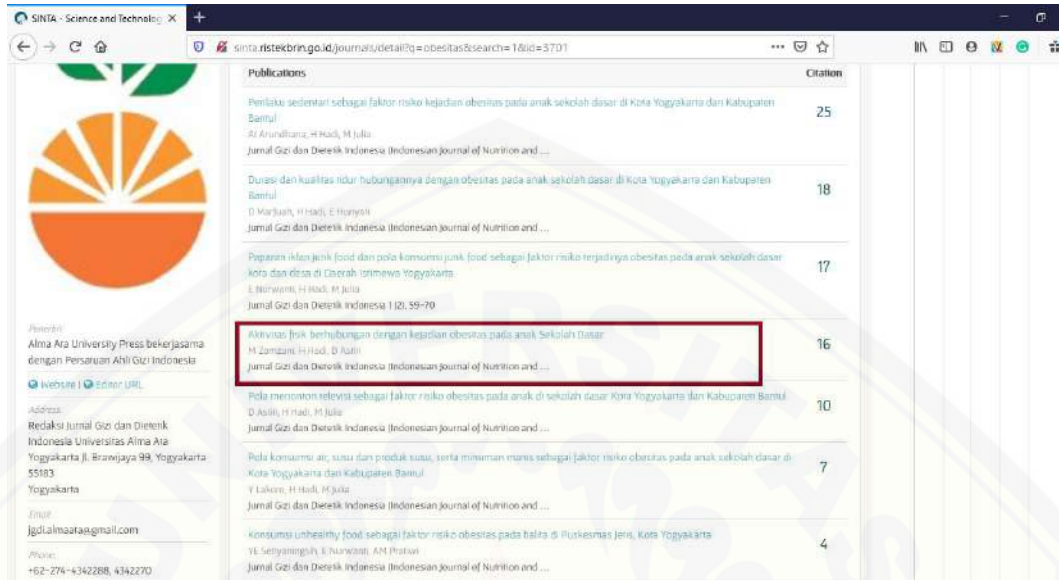 SINTA - Science and Technolog
sinta.ristekbrin.go.id/journals/detail?q=obesitas&search=1&id=3701
Publications Citation
Perilaku sedentari sebagai faktor risiko kejadian obesitas pada anak sekolah dasar di Kota Yogyakarta dan Kabupaten
Bantul 25
AI Arundhana, H Hadi, M Julia
Jurnal Gizi dan Dietetik Indonesia (Indonesian Journal of Nutrition and ...
Durasi dan kualitas tidur hubungannya dengan obesitas pada anak sekolah dasar di Kota Yogyakarta dan Kabupaten
Bantul 18
D Marfuah, H Hadi, E Huriyati
Jurnal Gizi dan Dietetik Indonesia (Indonesian Journal of Nutrition and ...
Paparan iklan junk food dan pola konsumsi junk food sebagai faktor risiko terjadinya obesitas pada anak sekolah dasar
kota dan desa di Daerah Istimewa Yogyakarta 17
E Nurwanti, H Hadi, M Julia
Jurnal Gizi dan Dietetik Indonesia 1 (2), 59-70
Aktivitas fisik berhubungan dengan kejadian obesitas pada anak Sekolah Dasar 16
M Zamzani, H Hadi, D Astiti
Jurnal Gizi dan Dietetik Indonesia (Indonesian Journal of Nutrition and ...
Pola menonton televisi sebagai faktor risiko obesitas pada anak di sekolah dasar Kota Yogyakarta dan Kabupaten Bantul 10
D Astiti, H Hadi, M Julia
Jurnal Gizi dan Dietetik Indonesia (Indonesian Journal of Nutrition and ...
Pola konsumsi air, susu dan produk susu, serta minuman manis sebagai faktor risiko obesitas pada anak sekolah dasar di
Kota Yogyakarta dan Kabupaten Bantul 7
Y Lakoro, H Hadi, M Julia
Jurnal Gizi dan Dietetik Indonesia (Indonesian Journal of Nutrition and ...
Konsumsi unhealthy food sebagai faktor risiko obesitas pada balita di Puskesmas Jetis, Kota Yogyakarta 4
YE Setiyaningsih, E Nurwanti, AM Pratiwi
Jurnal Gizi dan Dietetik Indonesia (Indonesian Journal of Nutrition and ...
Penerbit:
Alma Ata University Press bekerjasama
dengan Persatuan Ahli Gizi Indonesia
Website | Editor URL
Address:
Redaksi Jurnal Gizi dan Dietetik
Indonesia Universitas Alma Ata
Yogyakarta Jl. Brawijaya 99, Yogyakarta
55183
Yogyakarta
Email:
jgdi.almaata@gmail.com
Phone:
+62-274-4342288, 4342270